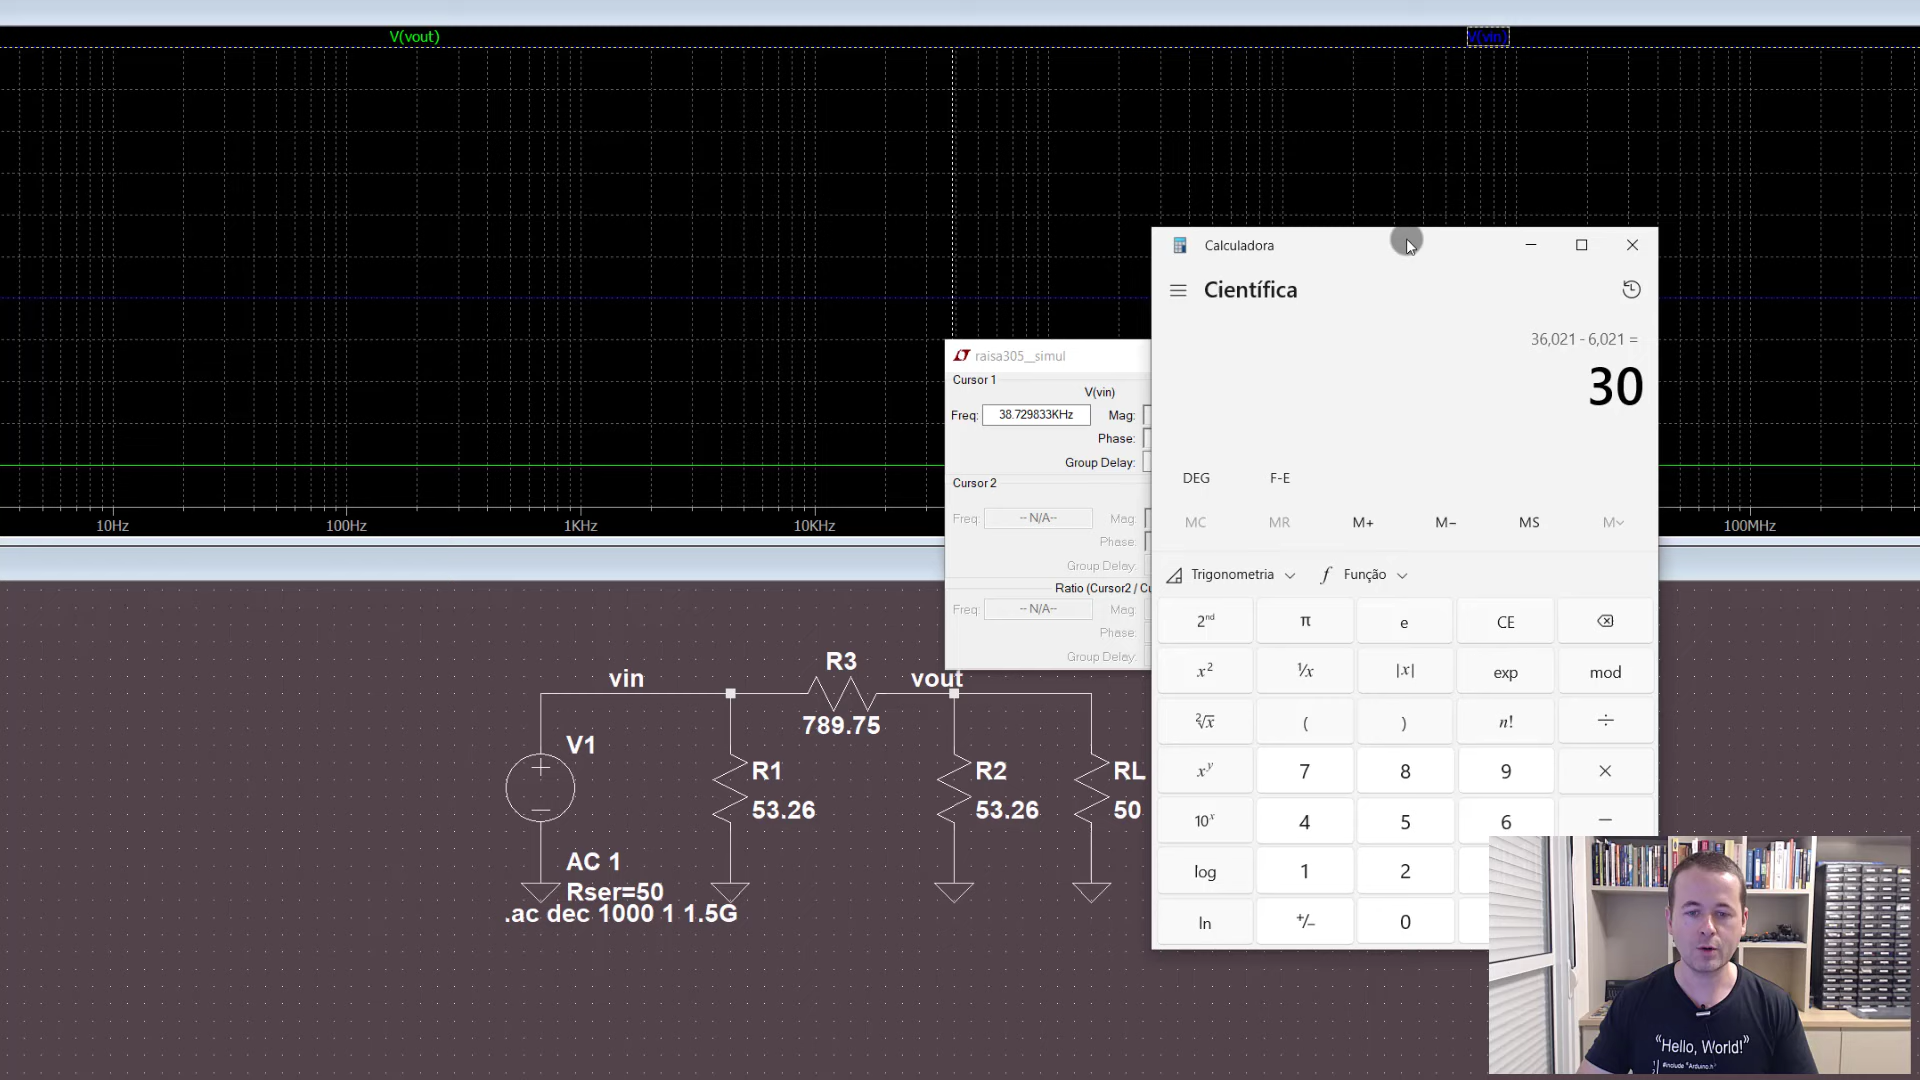 V(vout)
V(vin)
10Hz
100Hz
1KHz
10KHz
100MHz
raisa305__simul
Cursor 1
V(vin)
Freq: 38.729833KHz Mag:
Phase:
Group Delay:
Cursor 2
Freq: -- N/A-- Mag
Phase:
Group Delay:
Ratio (Cursor2 / Cu
Freq: -- N/A-- Mag:
Phase:
Group Delay:
Calculadora
Científica
36,021 - 6,021 =
30
DEG F-E
MC MR M+ M− MS M˅
Trigonometria f Função
2nd π e CE
x² ¹/x |x| exp mod
²√x ( ) n! ÷
xʸ 7 8 9 ×
10ˣ 4 5 6 −
log 1 2
ln +/− 0
vin
R3
789.75
vout
V1
R1
53.26
R2
53.26
RL
50
AC 1
Rser=50
.ac dec 1000 1 1.5G
“Hello, World!”
#include "Arduino.h"